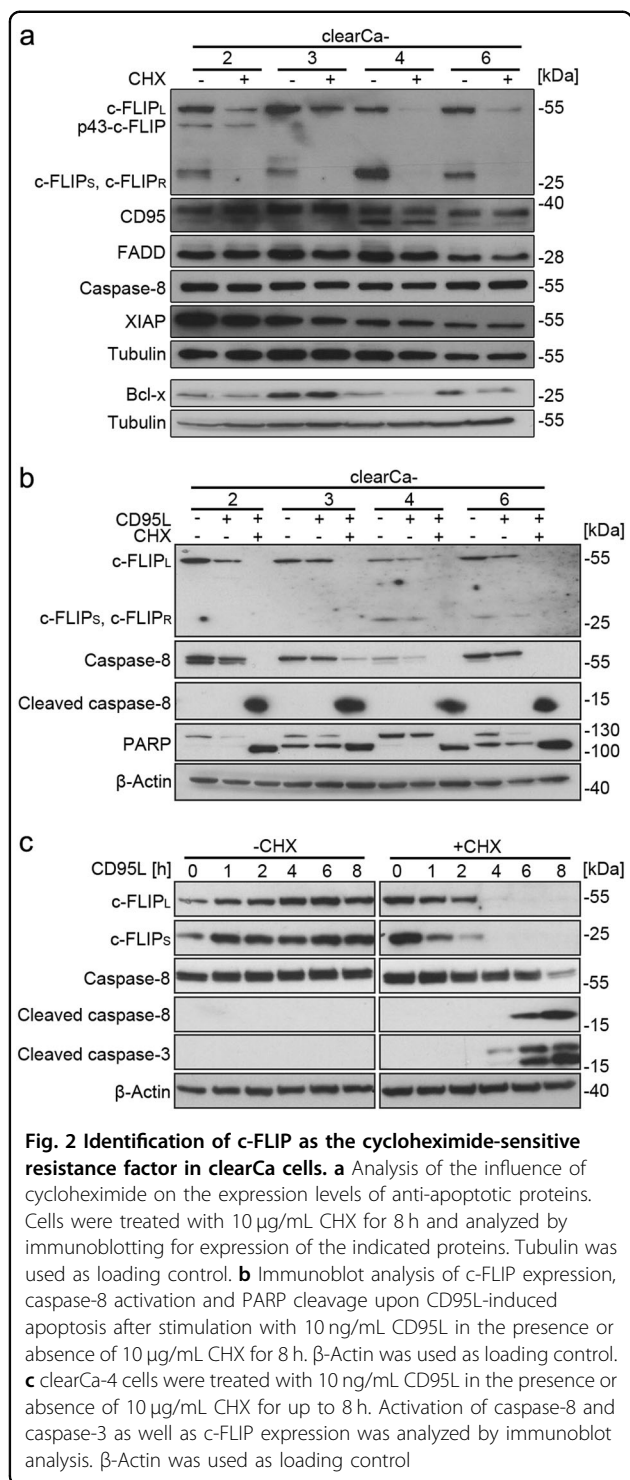 a
clearCa-
2 3 4 6
CHX - + - + - + - + [kDa]
c-FLIPL -55
p43-c-FLIP
c-FLIPS, c-FLIPR -25
CD95 -40
FADD -28
Caspase-8 -55
XIAP -55
Tubulin -55
Bcl-x -25
Tubulin -55
b
clearCa-
2 3 4 6
CD95L - + + - + + - + + - + +
CHX - - + - - + - - + - - + [kDa]
c-FLIPL -55
c-FLIPS, c-FLIPR -25
Caspase-8 -55
Cleaved caspase-8 -15
PARP -130
-100
β-Actin -40
c
-CHX +CHX
CD95L [h] 0 1 2 4 6 8 0 1 2 4 6 8 [kDa]
c-FLIPL -55
c-FLIPS -25
Caspase-8 -55
Cleaved caspase-8 -15
Cleaved caspase-3 -15
β-Actin -40
Fig. 2 Identification of c-FLIP as the cycloheximide-sensitive
resistance factor in clearCa cells. a Analysis of the influence of
cycloheximide on the expression levels of anti-apoptotic proteins.
Cells were treated with 10 µg/mL CHX for 8 h and analyzed by
immunoblotting for expression of the indicated proteins. Tubulin was
used as loading control. b Immunoblot analysis of c-FLIP expression,
caspase-8 activation and PARP cleavage upon CD95L-induced
apoptosis after stimulation with 10 ng/mL CD95L in the presence or
absence of 10 µg/mL CHX for 8 h. β-Actin was used as loading control.
c clearCa-4 cells were treated with 10 ng/mL CD95L in the presence or
absence of 10 µg/mL CHX for up to 8 h. Activation of caspase-8 and
caspase-3 as well as c-FLIP expression was analyzed by immunoblot
analysis. β-Actin was used as loading control